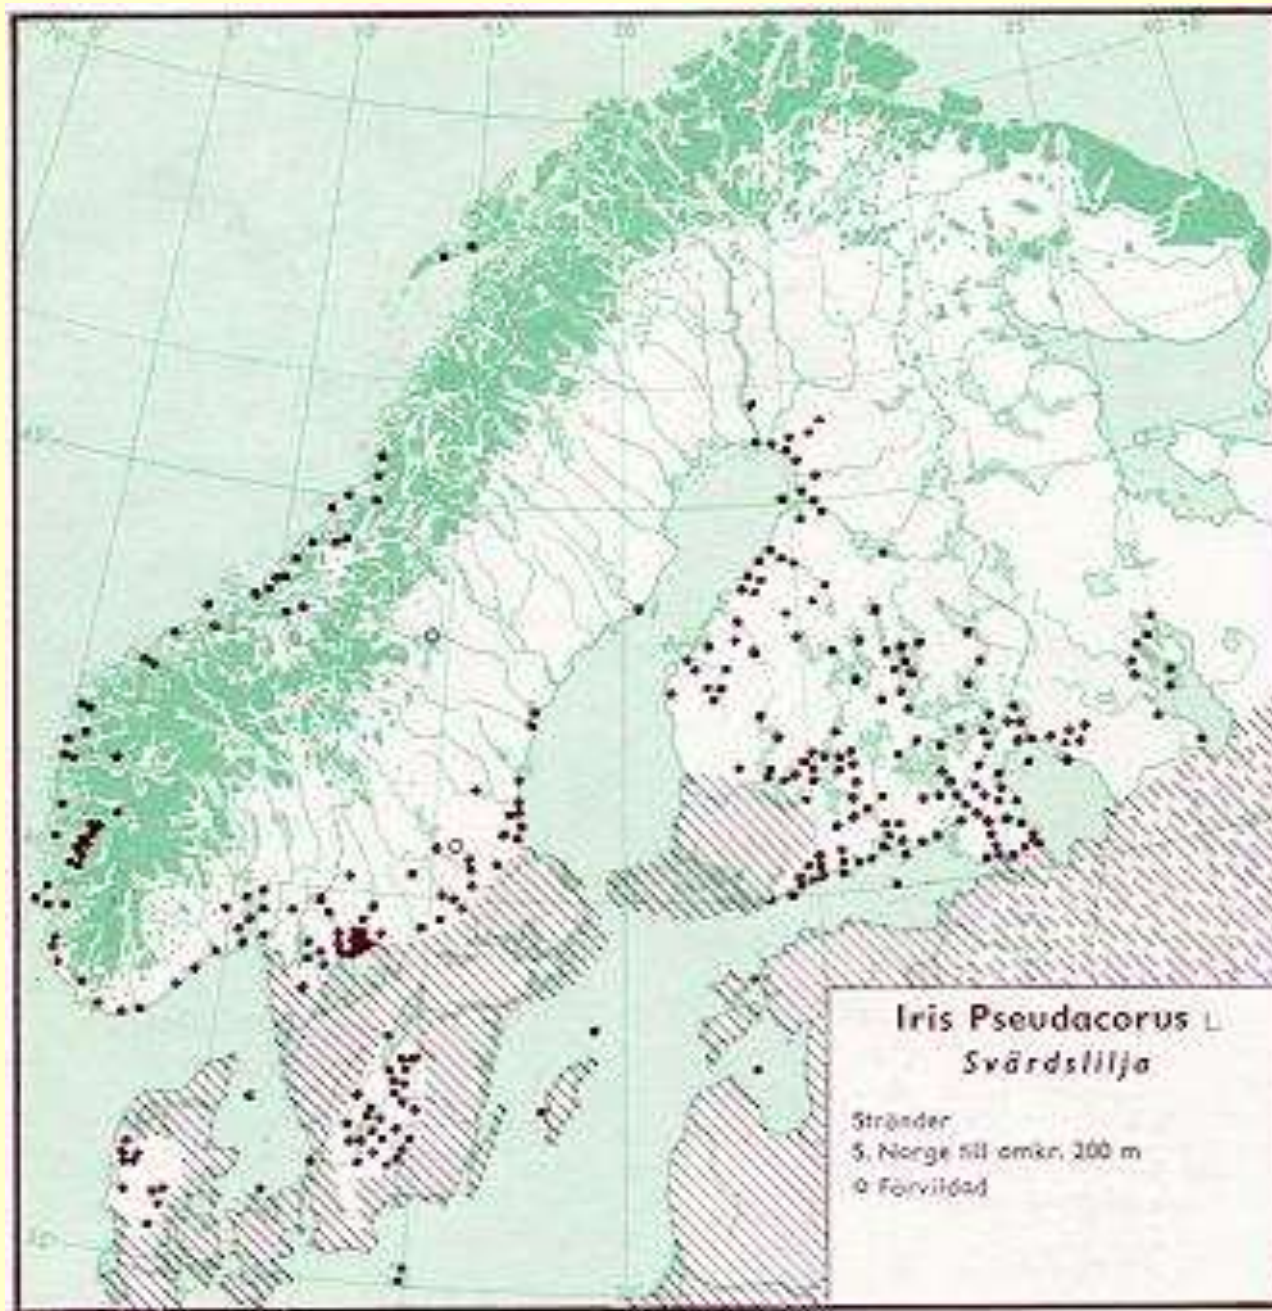 Iris Pseudacorus L.
Svärdslilja
Stränder
S. Norge till omkr. 200 m
o Förvildad